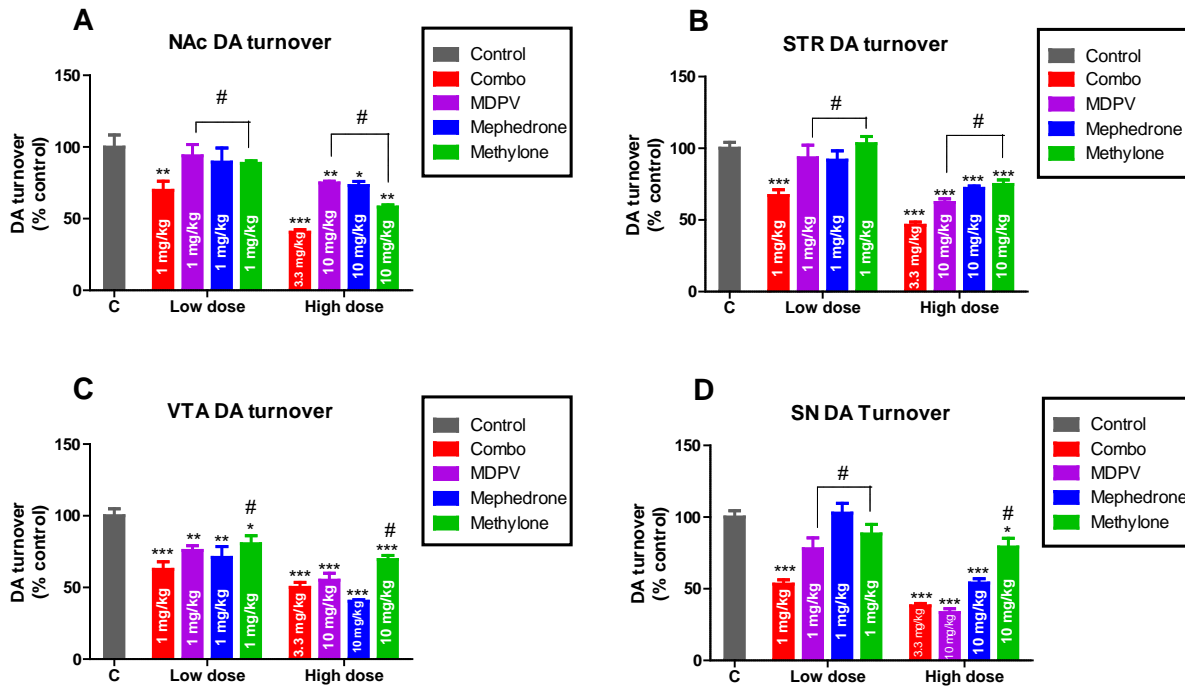 A
NAc DA turnover
Control
Combo
MDPV
Mephedrone
Methylone
DA turnover
(% control)
150
100
50
0
#
#
**
***
**
*
**
1 mg/kg
1 mg/kg
1 mg/kg
1 mg/kg
3.3 mg/kg
10 mg/kg
10 mg/kg
10 mg/kg
C
Low dose
High dose
B
STR DA turnover
Control
Combo
MDPV
Mephedrone
Methylone
DA turnover
(% control)
150
100
50
0
#
#
***
***
***
***
***
1 mg/kg
1 mg/kg
1 mg/kg
1 mg/kg
3.3 mg/kg
10 mg/kg
10 mg/kg
10 mg/kg
C
Low dose
High dose
C
VTA DA turnover
Control
Combo
MDPV
Mephedrone
Methylone
DA turnover
(% control)
150
100
50
0
#
#
***
**
**
*
***
***
***
***
1 mg/kg
1 mg/kg
1 mg/kg
1 mg/kg
3.3 mg/kg
10 mg/kg
10 mg/kg
10 mg/kg
C
Low dose
High dose
D
SN DA Turnover
Control
Combo
MDPV
Mephedrone
Methylone
DA turnover
(% control)
150
100
50
0
#
#
***
***
***
***
*
1 mg/kg
1 mg/kg
1 mg/kg
1 mg/kg
3.3 mg/kg
10 mg/kg
10 mg/kg
10 mg/kg
C
Low dose
High dose